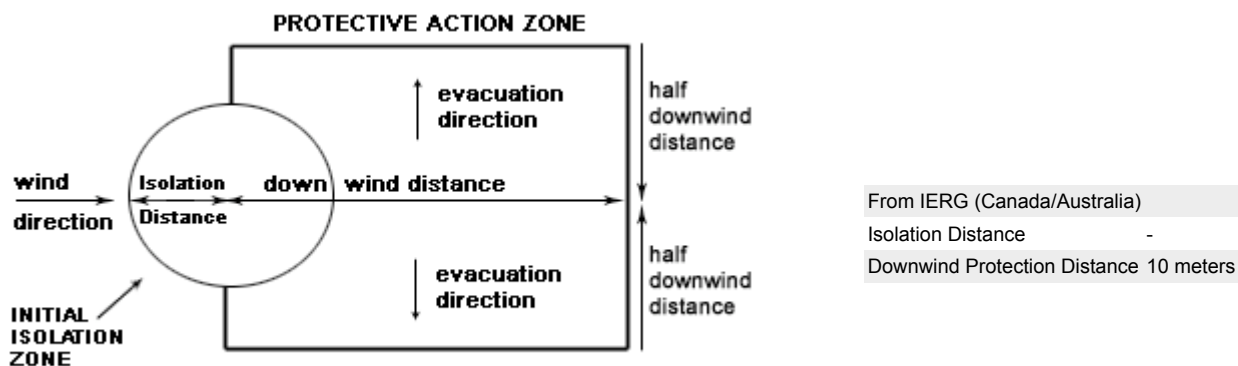 PROTECTIVE ACTION ZONE
evacuation
direction
half
downwind
distance
wind
direction
Isolation
Distance
down wind distance
evacuation
direction
half
downwind
distance
INITIAL
ISOLATION
ZONE
From IERG (Canada/Australia)
Isolation Distance -
Downwind Protection Distance 10 meters